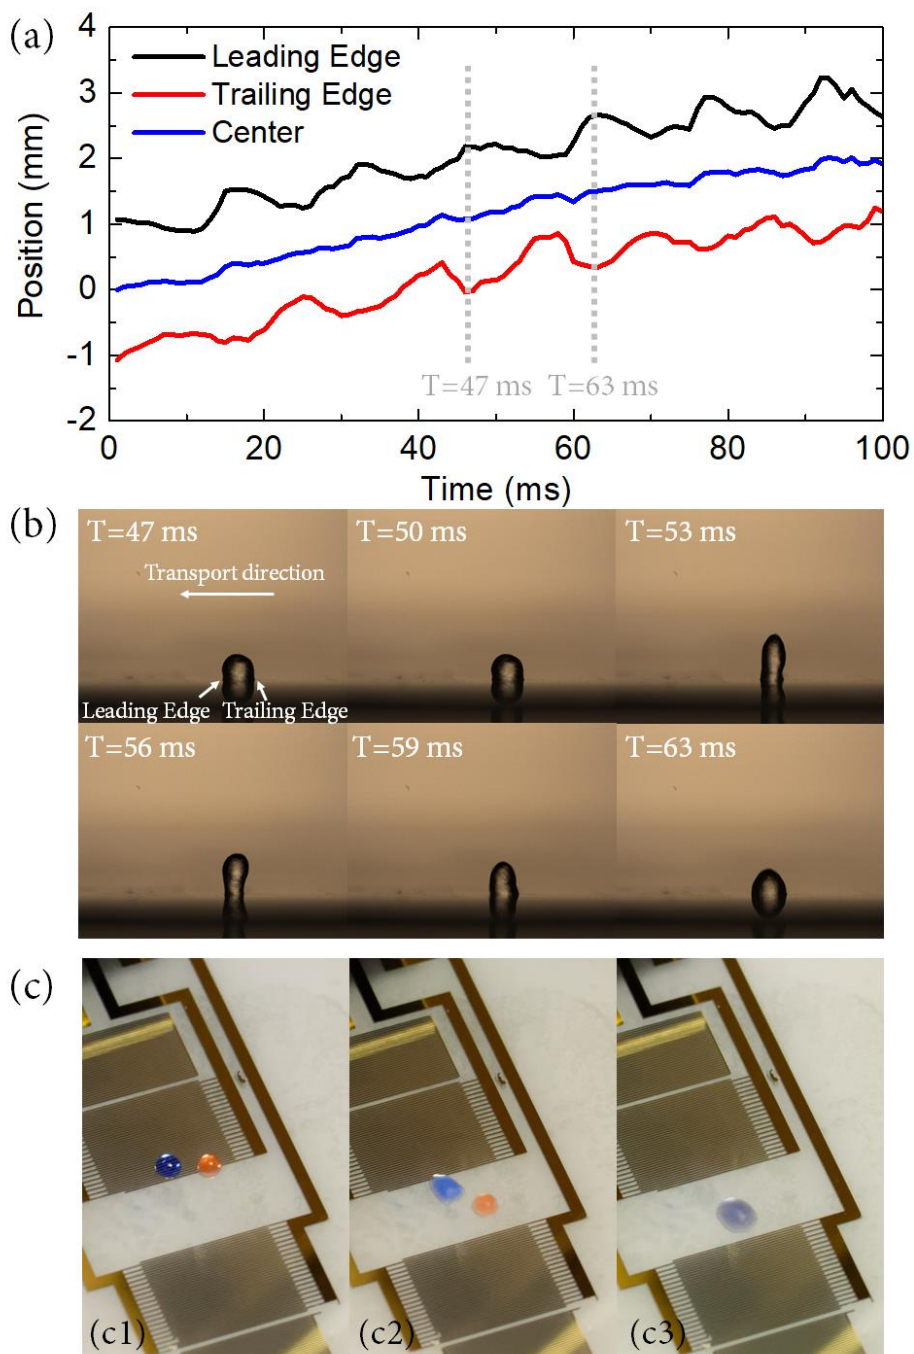 (a)
4
3
2
1
0
-1
-2
Position (mm)
Leading Edge
Trailing Edge
Center
T=47 ms T=63 ms
0 20 40 60 80 100
Time (ms)
(b)
T=47 ms T=50 ms T=53 ms
Transport direction
Leading Edge Trailing Edge
T=56 ms T=59 ms T=63 ms
(c)
(c1) (c2) (c3)